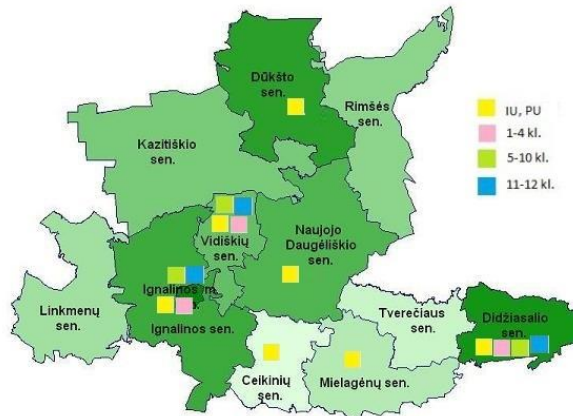 Dūkšto
sen.
Rimšės
sen.
IU, PU
1-4 kl.
5-10 kl.
11-12 kl.
Kazitiškio
sen.
Vidiškių
sen.
Naujojo
Daugėliškio
sen.
Linkmenų
sen.
Ignalinos m.
Ignalinos sen.
Tverečiaus
sen.
Didžiasalio
sen.
Ceikinių
sen.
Mielagėnų sen.